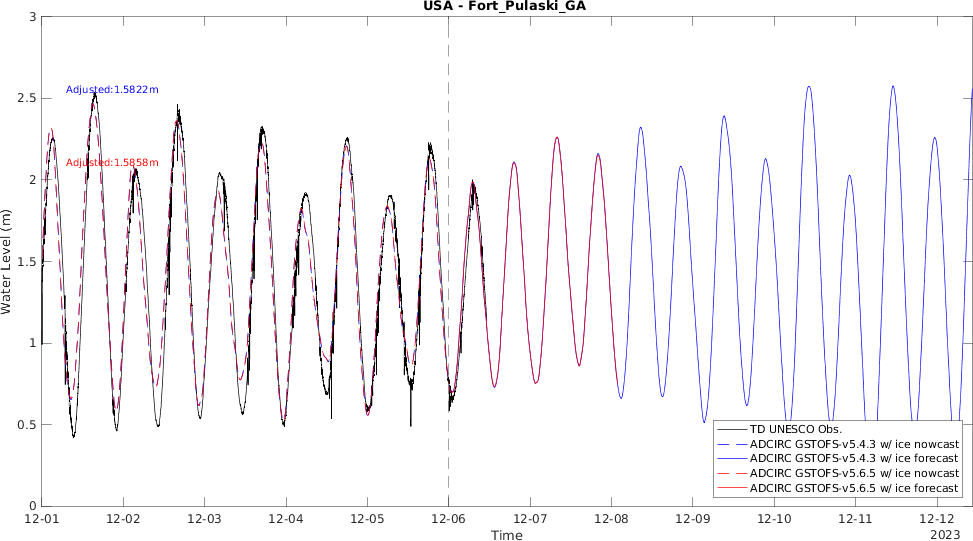 USA - Fort_Pulaski_GA
3
2.5
2
1.5
1
0.5
0
Water Level (m)
Adjusted:1.5822m
Adjusted:1.5858m
TD UNESCO Obs.
ADCIRC GSTOFS-v5.4.3 w/ ice nowcast
ADCIRC GSTOFS-v5.4.3 w/ ice forecast
ADCIRC GSTOFS-v5.6.5 w/ ice nowcast
ADCIRC GSTOFS-v5.6.5 w/ ice forecast
12-01 12-02 12-03 12-04 12-05 12-06 12-07 12-08 12-09 12-10 12-11 12-12
Time 2023